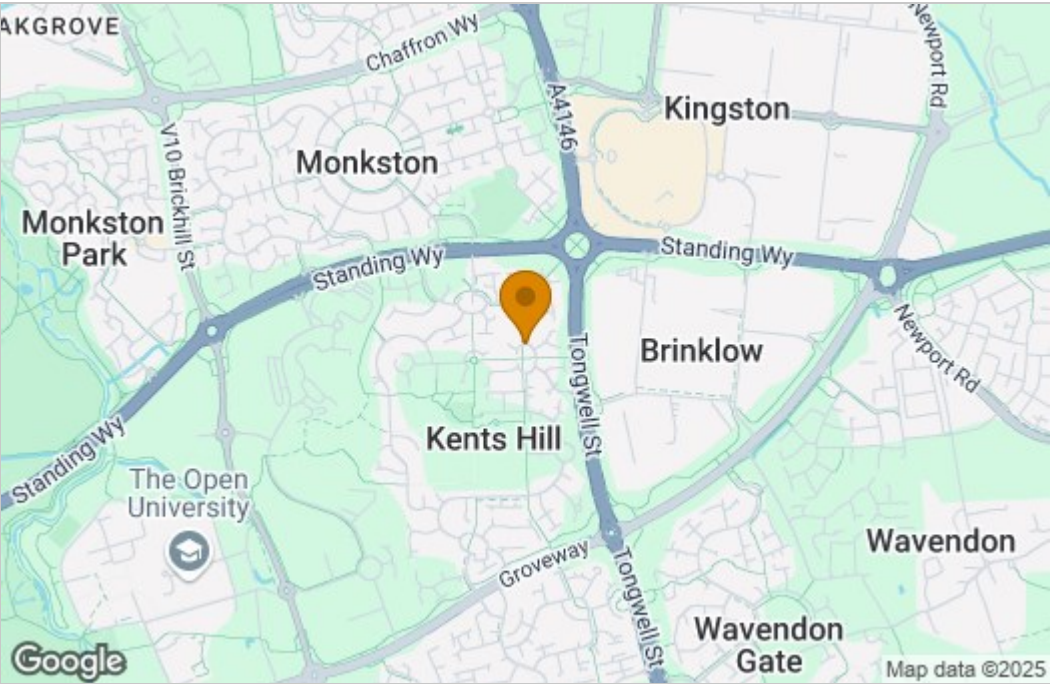 AKGROVE
Chaffron Wy
Newport Rd
A4146
Kingston
V10 Brickhill St
Monkston
Monkston
Park
Standing Wy
Standing Wy
Brinklow
Newport Rd
Tongwell St
Kents Hill
Standing Wy
The Open
University
Groveway
Wavendon
Tongwell St
Wavendon
Gate
Google
Map data ©2025